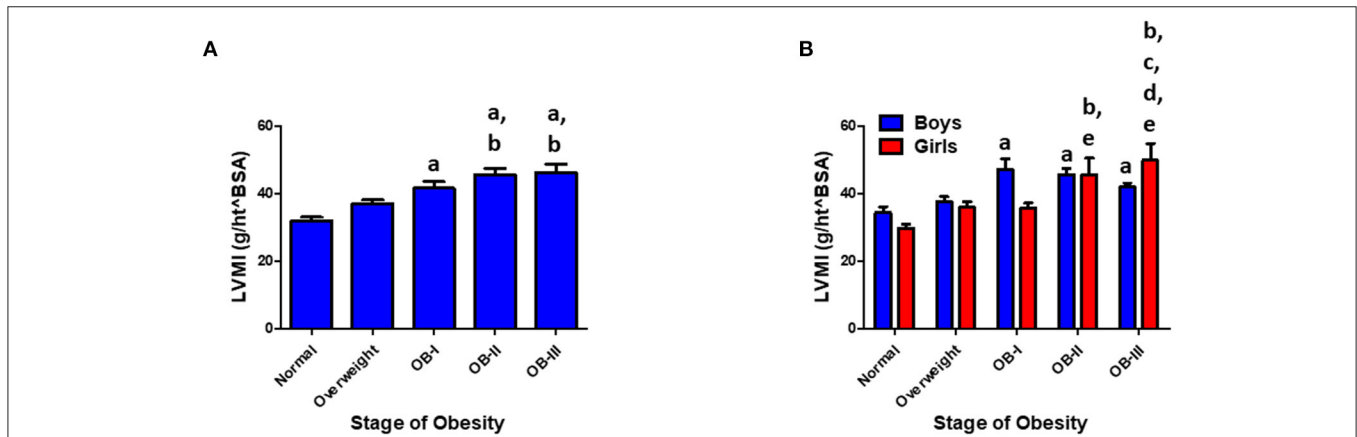 A
a,
b
a,
b
a
60
40
20
0
LVMI (g/ht^BSA)
Normal
Overweight
OB-I
OB-II
OB-III
Stage of Obesity
B
b,
c,
d,
e
b,
e
a
a
a
Boys
Girls
60
40
20
0
LVMI (g/ht^BSA)
Normal
Overweight
OB-I
OB-II
OB-III
Stage of Obesity